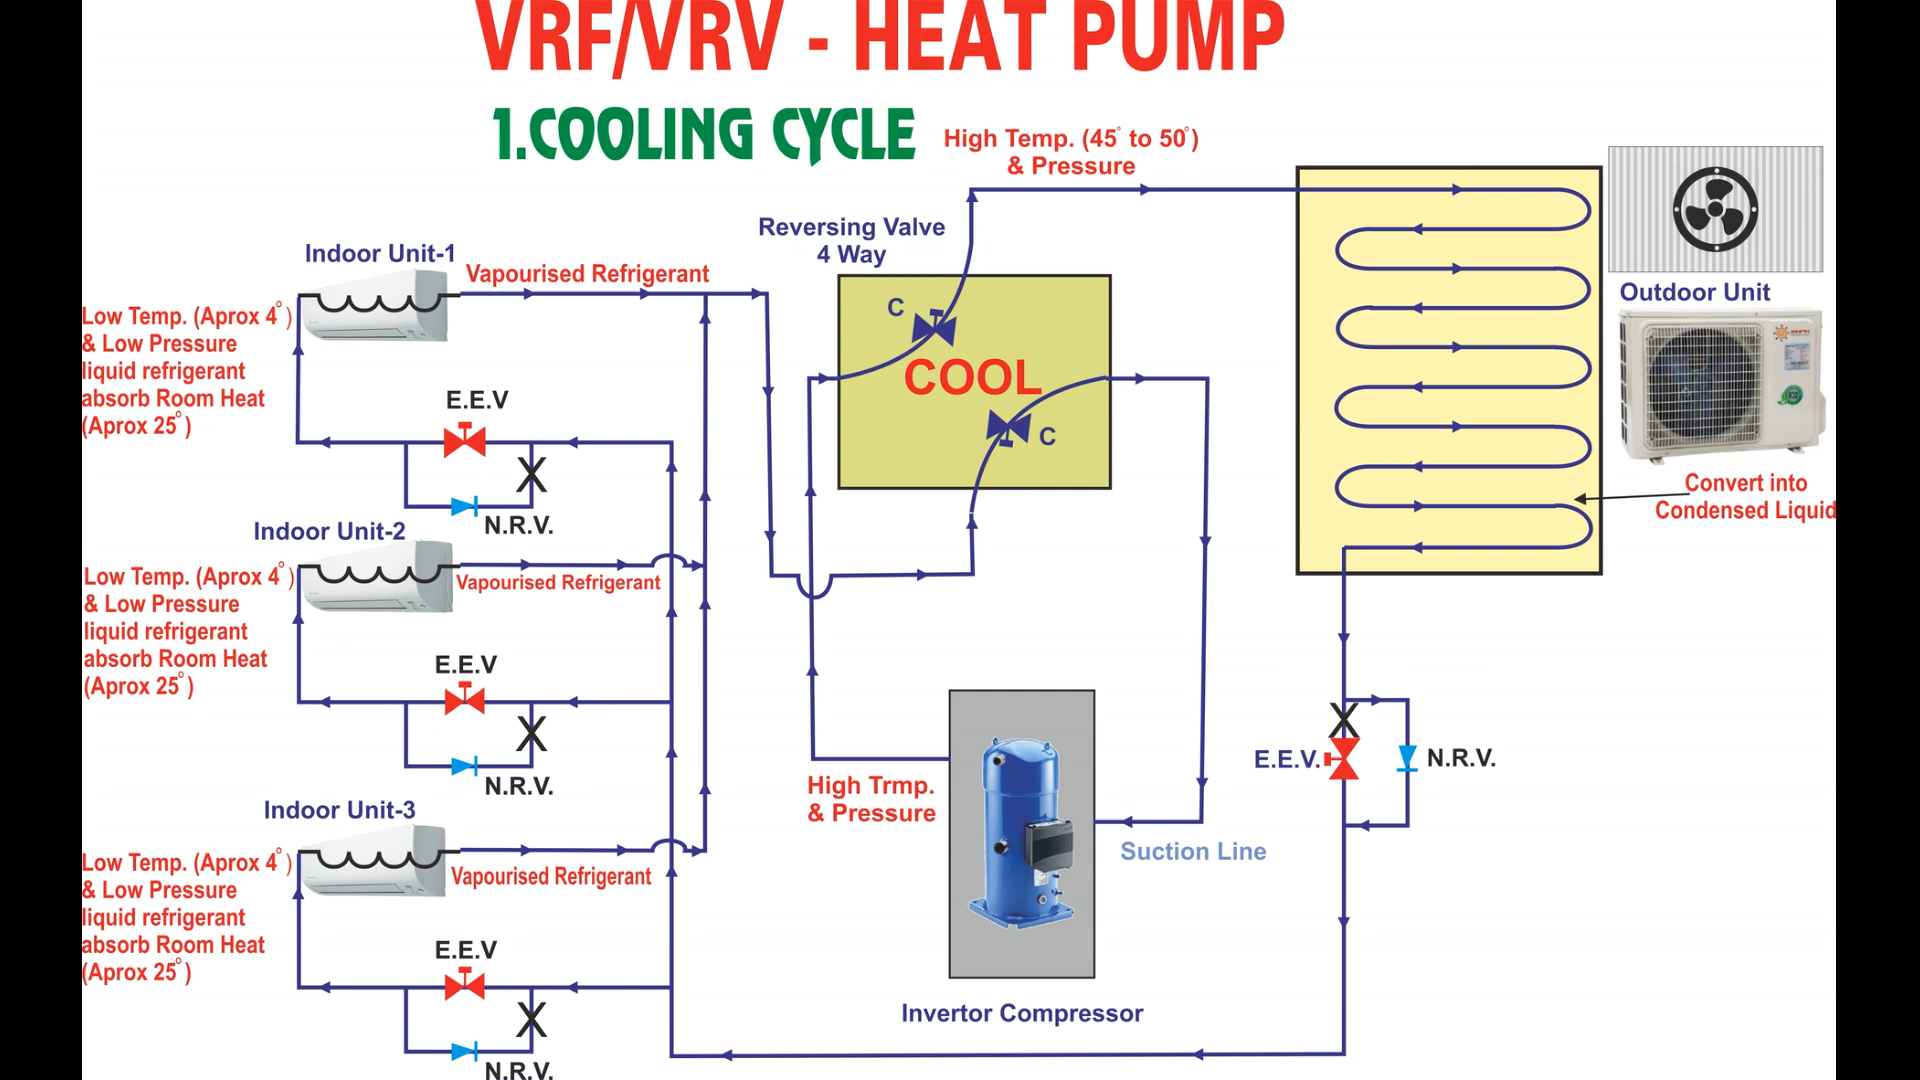 VRF/VRV - HEAT PUMP
1.COOLING CYCLE
High Temp. (45° to 50°)
& Pressure
Reversing Valve
4 Way
Indoor Unit-1
Vapourised Refrigerant
Low Temp. (Aprox 4°)
& Low Pressure
liquid refrigerant
absorb Room Heat
(Aprox 25°)
E.E.V
N.R.V.
X
C
COOL
C
Outdoor Unit
Convert into
Condensed Liquid
Indoor Unit-2
Vapourised Refrigerant
Low Temp. (Aprox 4°)
& Low Pressure
liquid refrigerant
absorb Room Heat
(Aprox 25°)
E.E.V
X
N.R.V.
Indoor Unit-3
Vapourised Refrigerant
Low Temp. (Aprox 4°)
& Low Pressure
liquid refrigerant
absorb Room Heat
(Aprox 25°)
E.E.V
X
N.R.V.
High Trmp.
& Pressure
Suction Line
Invertor Compressor
X
E.E.V.
N.R.V.